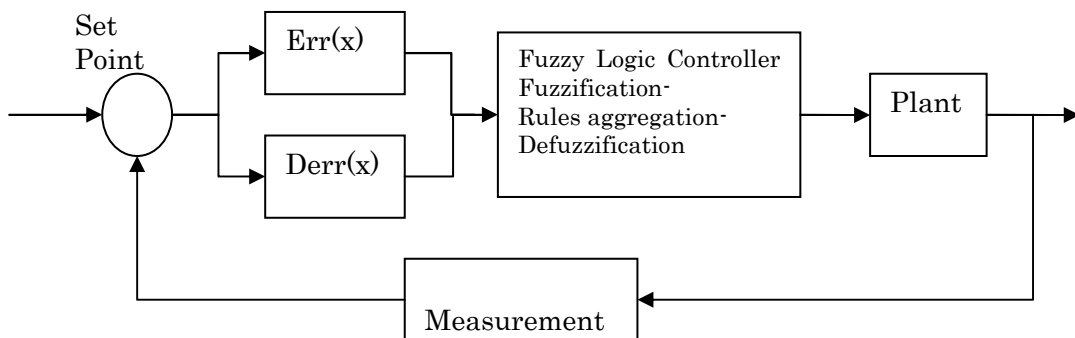 Set
Point
Err(x)
Derr(x)
Fuzzy Logic Controller
Fuzzification-
Rules aggregation-
Defuzzification
Plant
Measurement